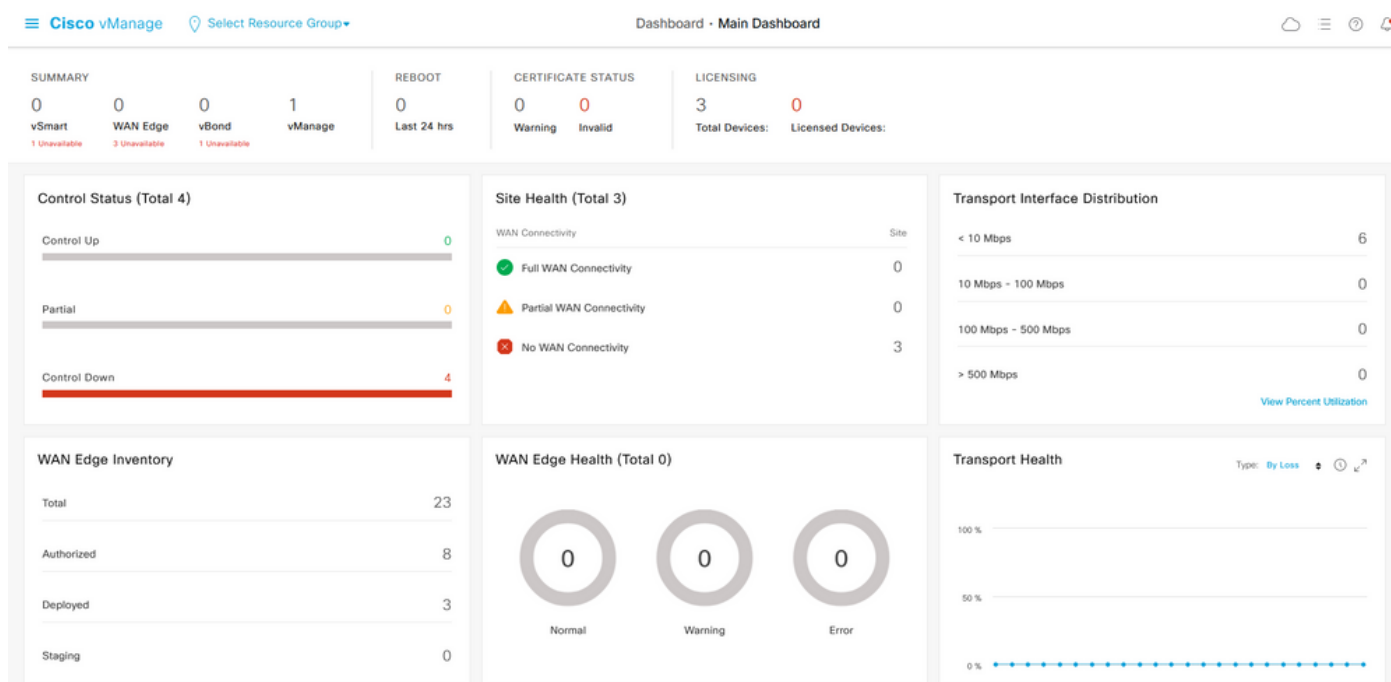 Cisco vManage Select Resource Group Dashboard · Main Dashboard
SUMMARY REBOOT CERTIFICATE STATUS LICENSING
0 0 0 1 0 0 0 3 0
vSmart WAN Edge vBond vManage Last 24 hrs Warning Invalid Total Devices: Licensed Devices:
1 Unavailable 3 Unavailable 1 Unavailable
Control Status (Total 4)
Control Up 0
Partial 0
Control Down 4
Site Health (Total 3)
WAN Connectivity Site
Full WAN Connectivity 0
Partial WAN Connectivity 0
No WAN Connectivity 3
Transport Interface Distribution
< 10 Mbps 6
10 Mbps - 100 Mbps 0
100 Mbps - 500 Mbps 0
> 500 Mbps 0
View Percent Utilization
WAN Edge Inventory
Total 23
Authorized 8
Deployed 3
Staging 0
WAN Edge Health (Total 0)
0 0 0
Normal Warning Error
Transport Health Type: By Loss
100 %
50 %
0 %